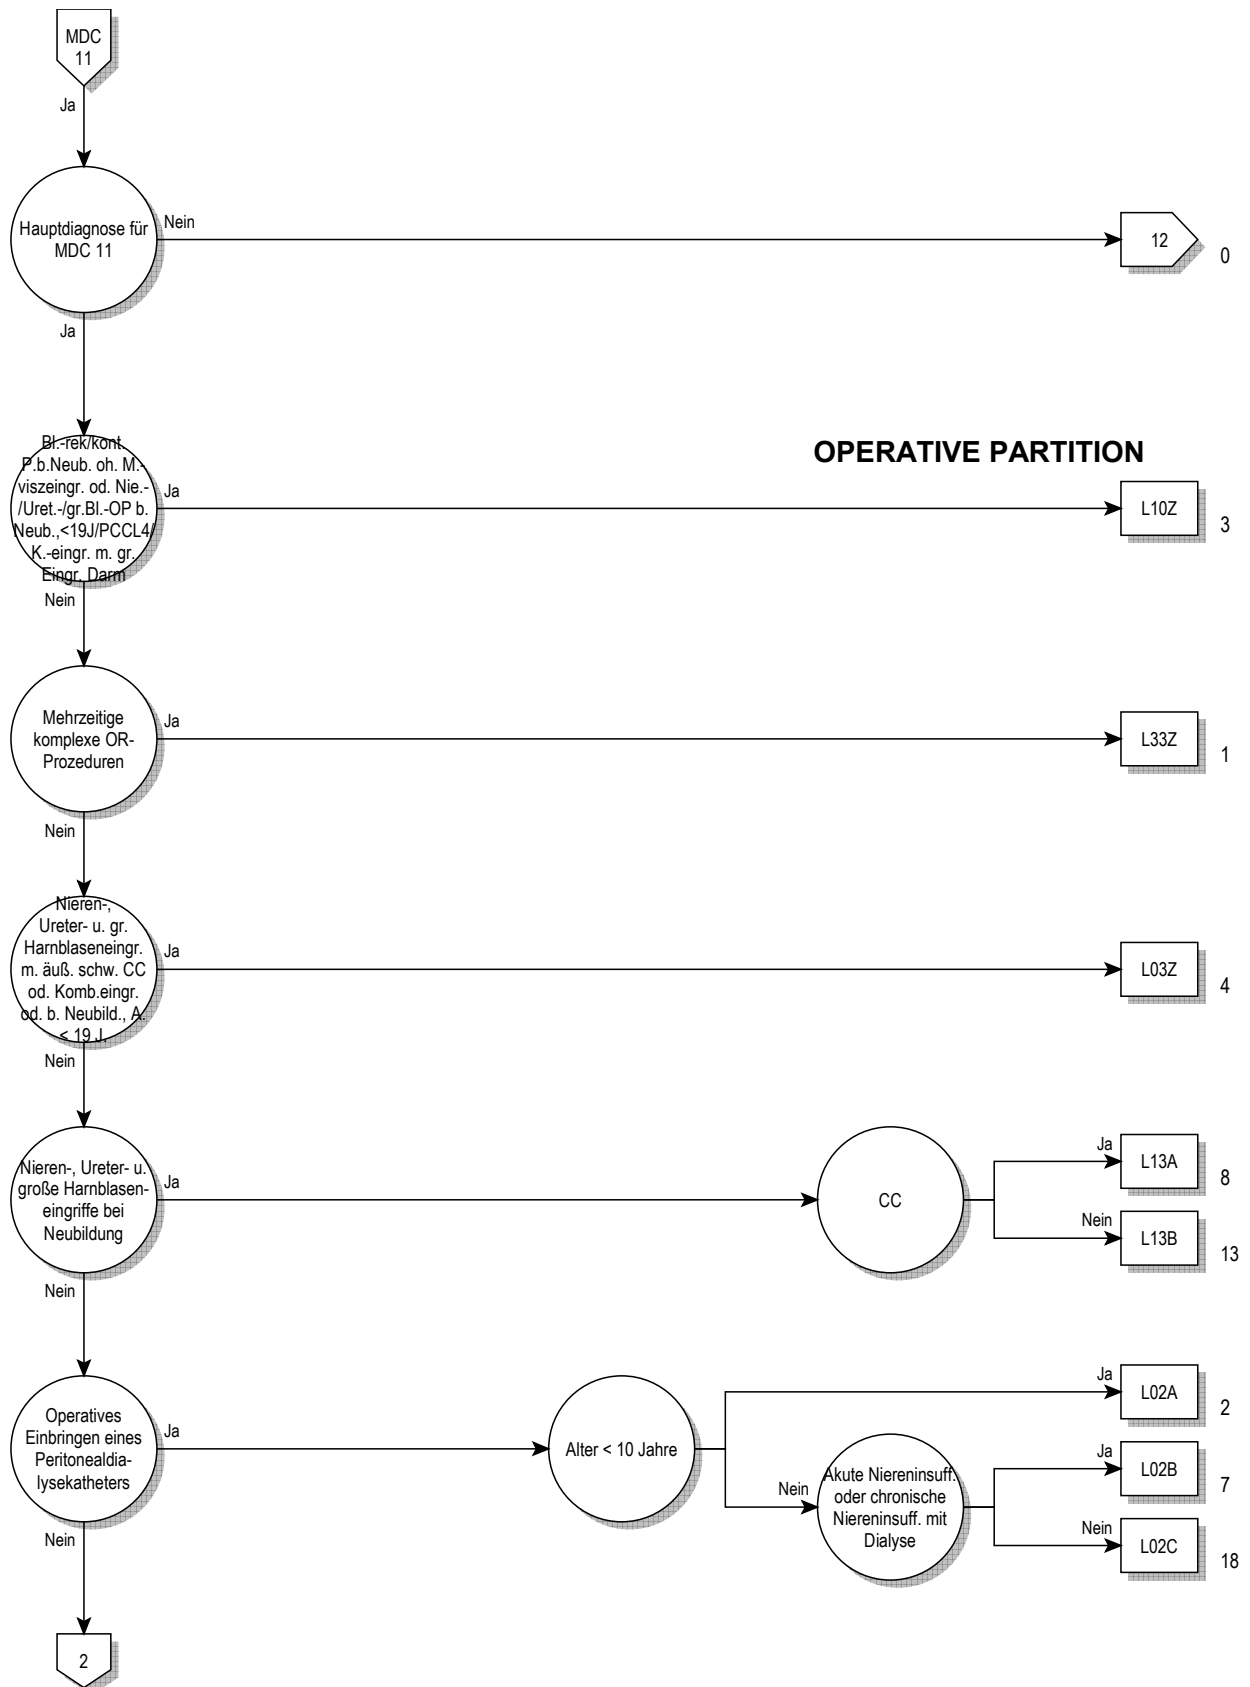 MDC
11
Ja
Hauptdiagnose für
MDC 11
Nein
12
0
Ja
OPERATIVE PARTITION
Bl.-rek/kont.
P.b.Neub. oh. M.-
viszeingr. od. Nie.-
/Uret.-/gr.Bl.-OP b.
Neub.,<19J/PCCL4/
K.-eingr. m. gr.
Eingr. Darm
Ja
L10Z
3
Nein
Mehrzeitige
komplexe OR-
Prozeduren
Ja
L33Z
1
Nein
Nieren-,
Ureter- u. gr.
Harnblaseneingr.
m. äuß. schw. CC
od. Komb.eingr.
od. b. Neubild., A.
< 19 J.
Ja
L03Z
4
Nein
Nieren-, Ureter- u.
große Harnblasen-
eingriffe bei
Neubildung
Ja
CC
Ja
L13A
8
Nein
L13B
13
Nein
Operatives
Einbringen eines
Peritonealdia-
lysekatheters
Ja
Alter < 10 Jahre
Ja
L02A
2
Nein
Akute Niereninsuff.
oder chronische
Niereninsuff. mit
Dialyse
Ja
L02B
7
Nein
L02C
18
Nein
2